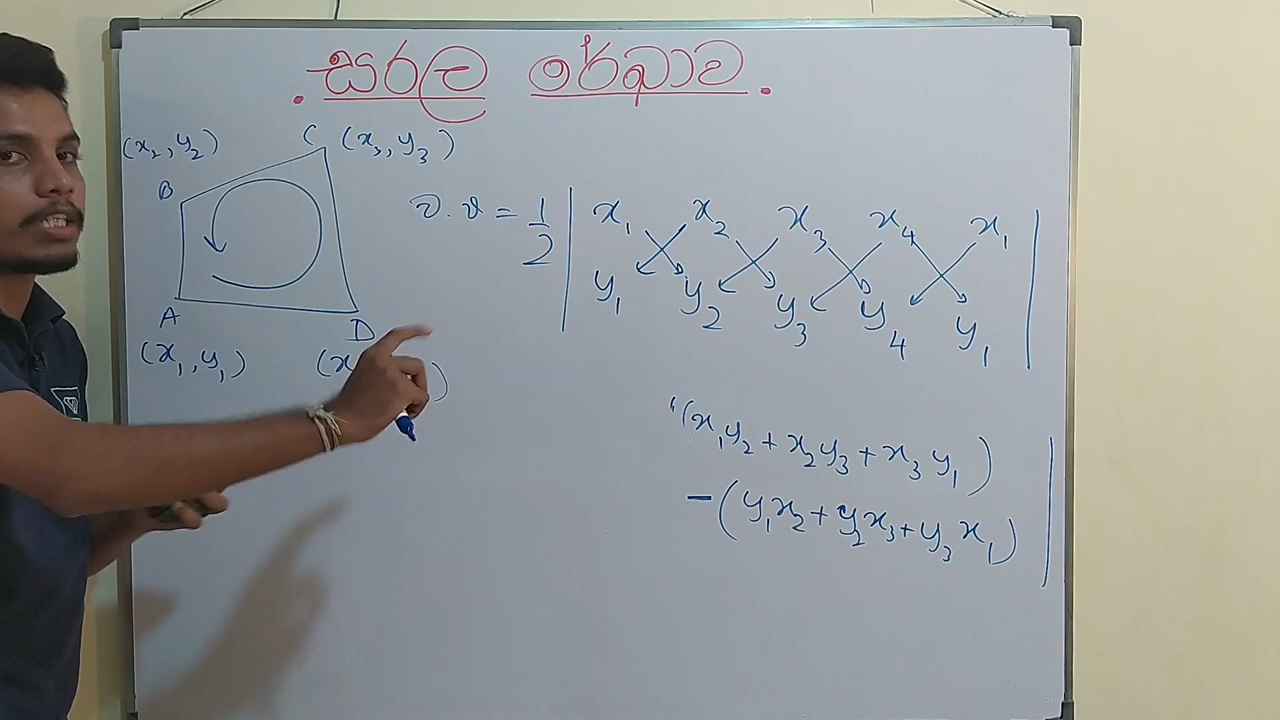 . සරල රේඛාව .
(x₂, y₂)
C (x₃, y₃)
B
A
D
(x₁, y₁)
(x
)
ව.ඵ = 1/2 | x₁ x₂ x₃ x₄ x₁ |
y₁ y₂ y₃ y₄ y₁
(x₁y₂ + x₂y₃ + x₃y₁)
- (y₁x₂ + y₂x₃ + y₃x₁) |